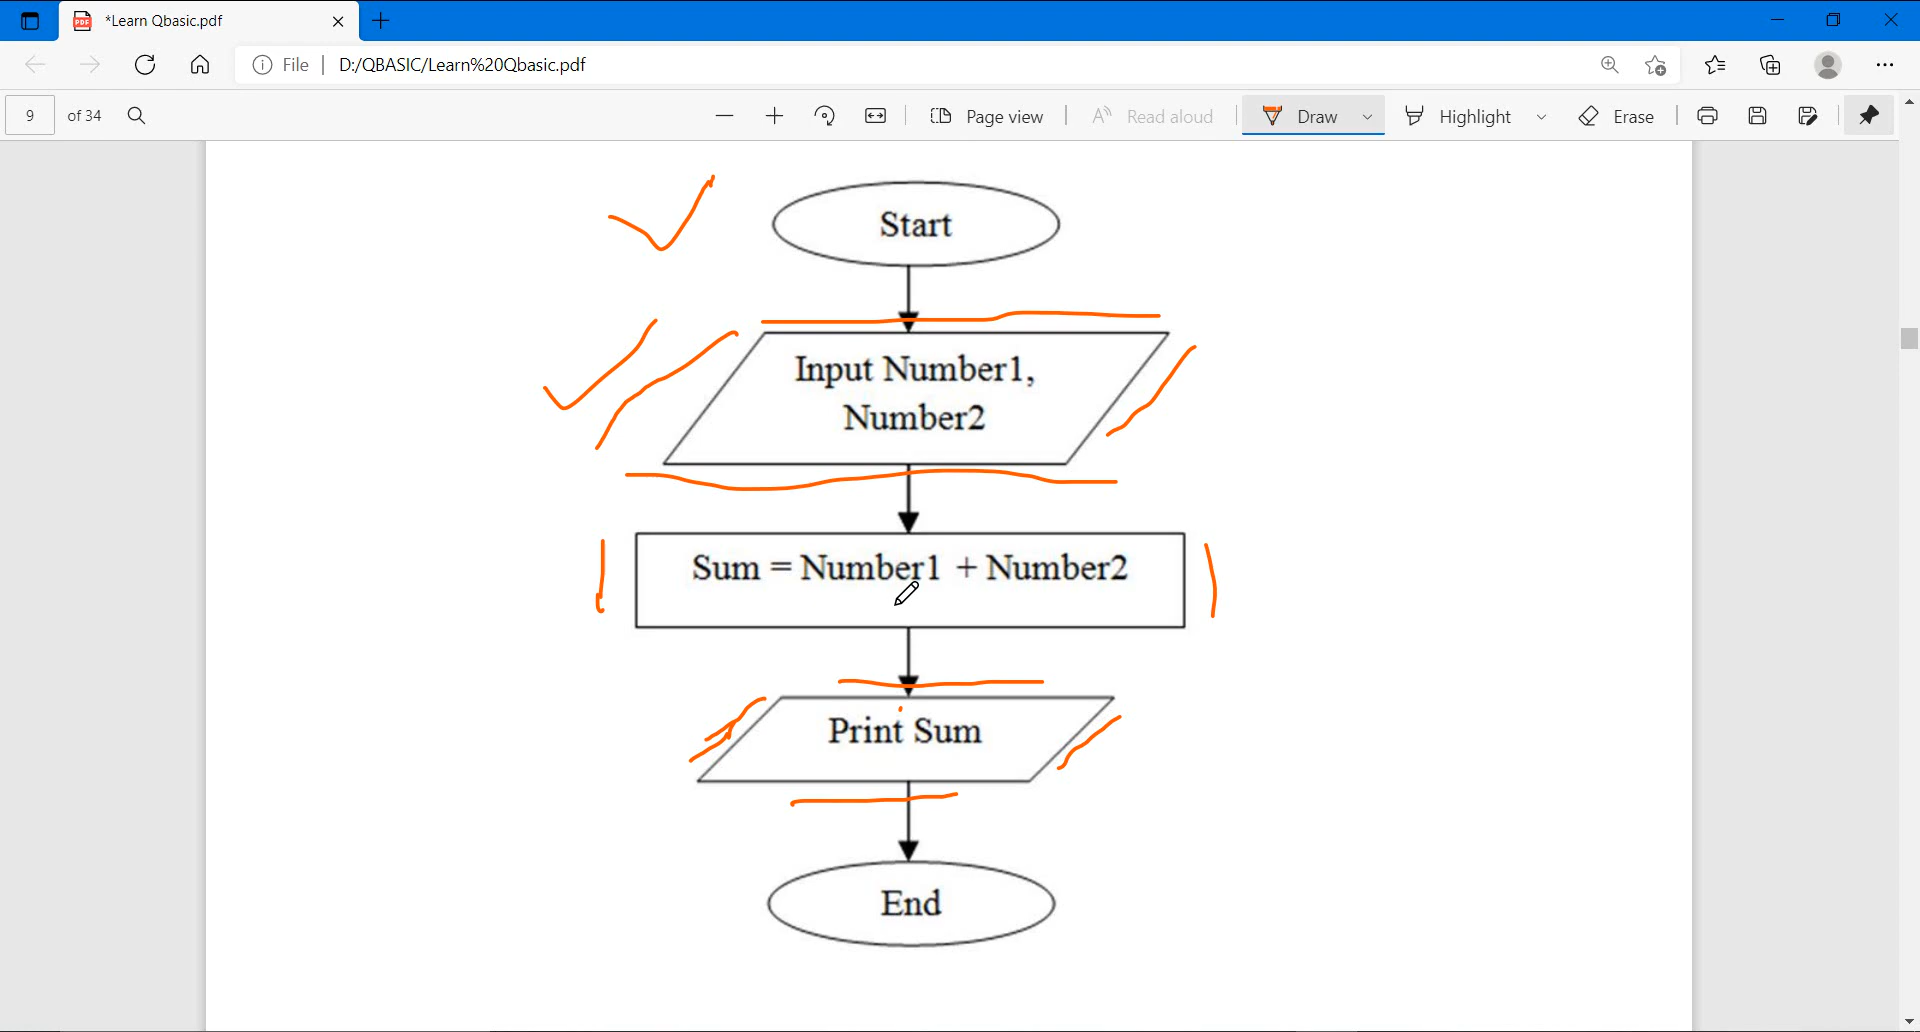 *Learn Qbasic.pdf
File | D:/QBASIC/Learn%20Qbasic.pdf
9 of 34
Page view
Read aloud
Draw
Highlight
Erase
Start
Input Number1,
Number2
Sum = Number1 + Number2
Print Sum
End